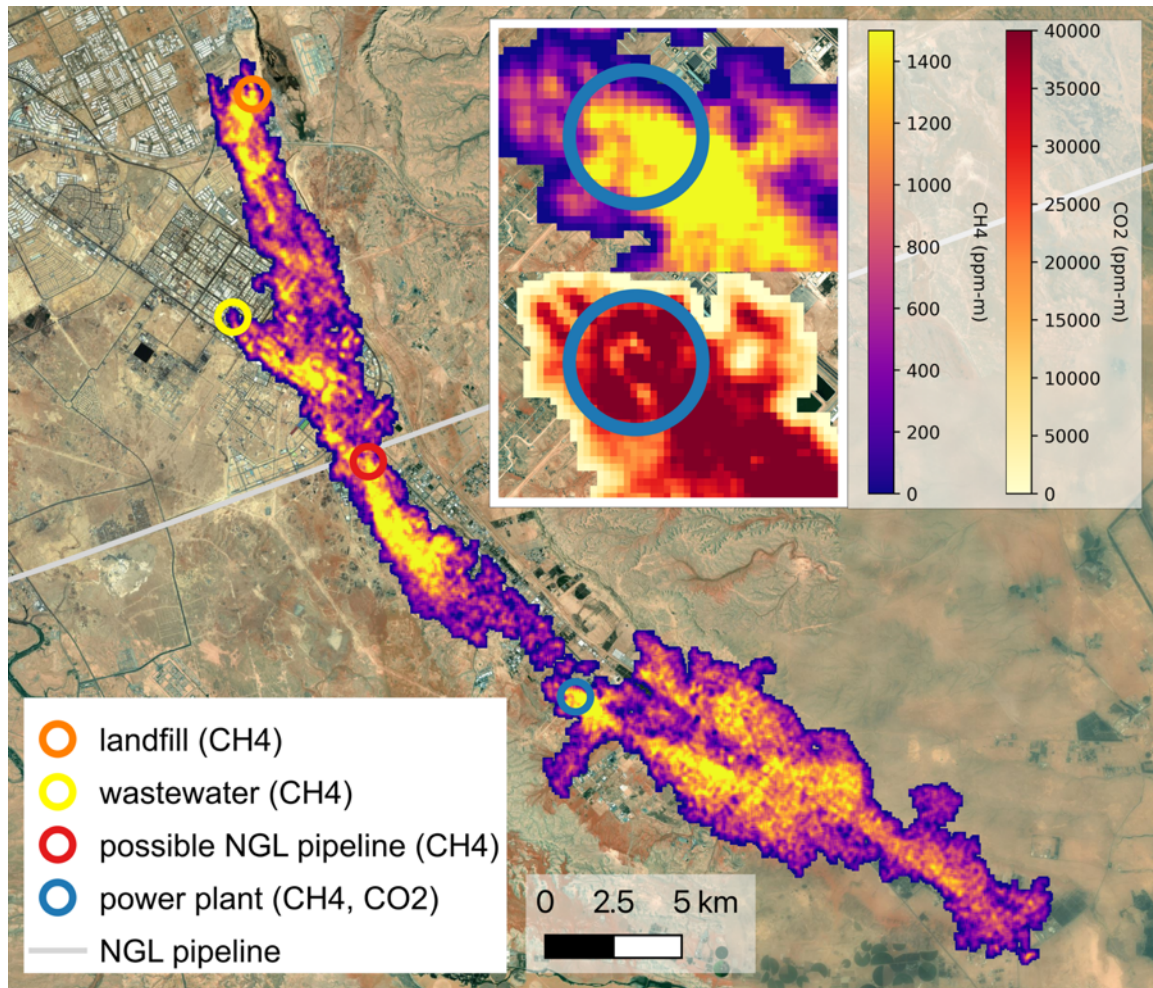 1400
1200
1000
800
600
400
200
0
CH4 (ppm-m)
40000
35000
30000
25000
20000
15000
10000
5000
0
CO2 (ppm-m)
landfill (CH4)
wastewater (CH4)
possible NGL pipeline (CH4)
power plant (CH4, CO2)
NGL pipeline
0 2.5 5 km